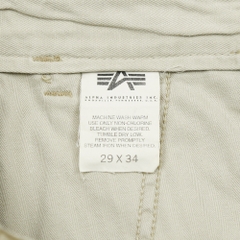 ALPHA INDUSTRIES INC.
MACHINE WASH WARM
USE ONLY NON-CHLORINE
BLEACH WHEN DESIRED.
TUMBLE DRY LOW.
REMOVE PROMPTLY
STEAM IRON WHEN NEEDED.
29 X 34